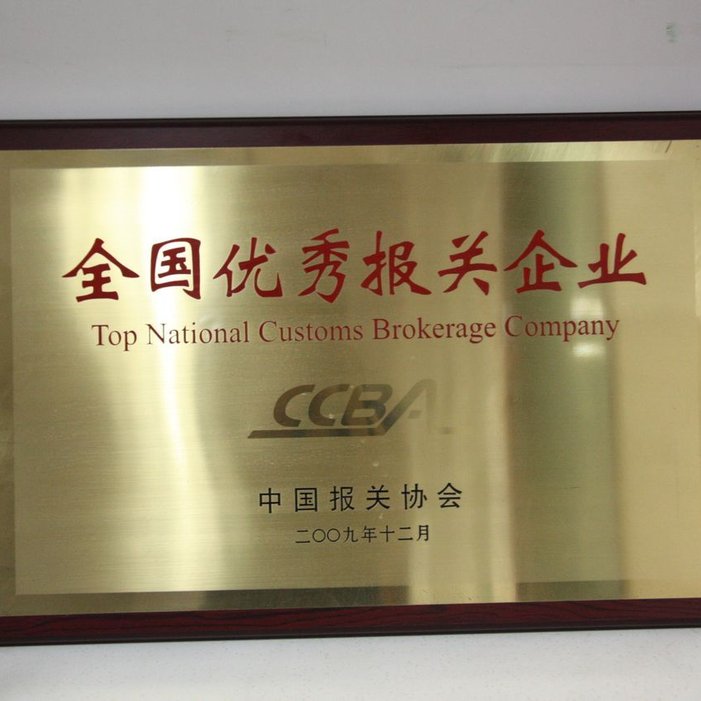 全国优秀报关企业
Top National Customs Brokerage Company
CCBA
中国报关协会
二〇〇九年十二月